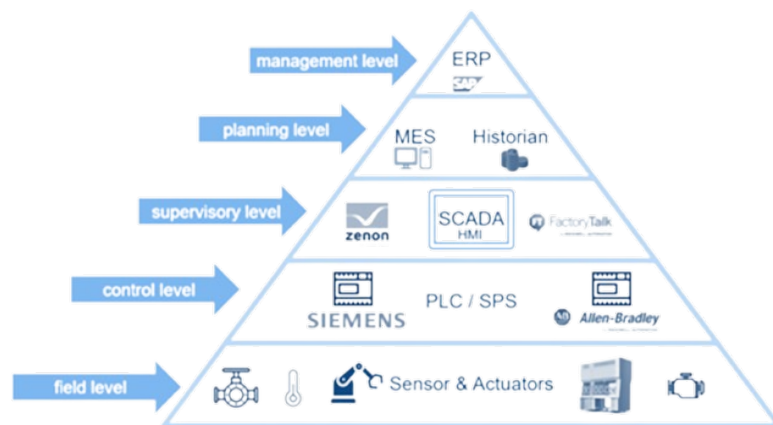 management level
ERP
SAP
planning level
MES
Historian
supervisory level
zenon
SCADA
HMI
FactoryTalk
control level
SIEMENS
PLC / SPS
Allen-Bradley
field level
Sensor & Actuators